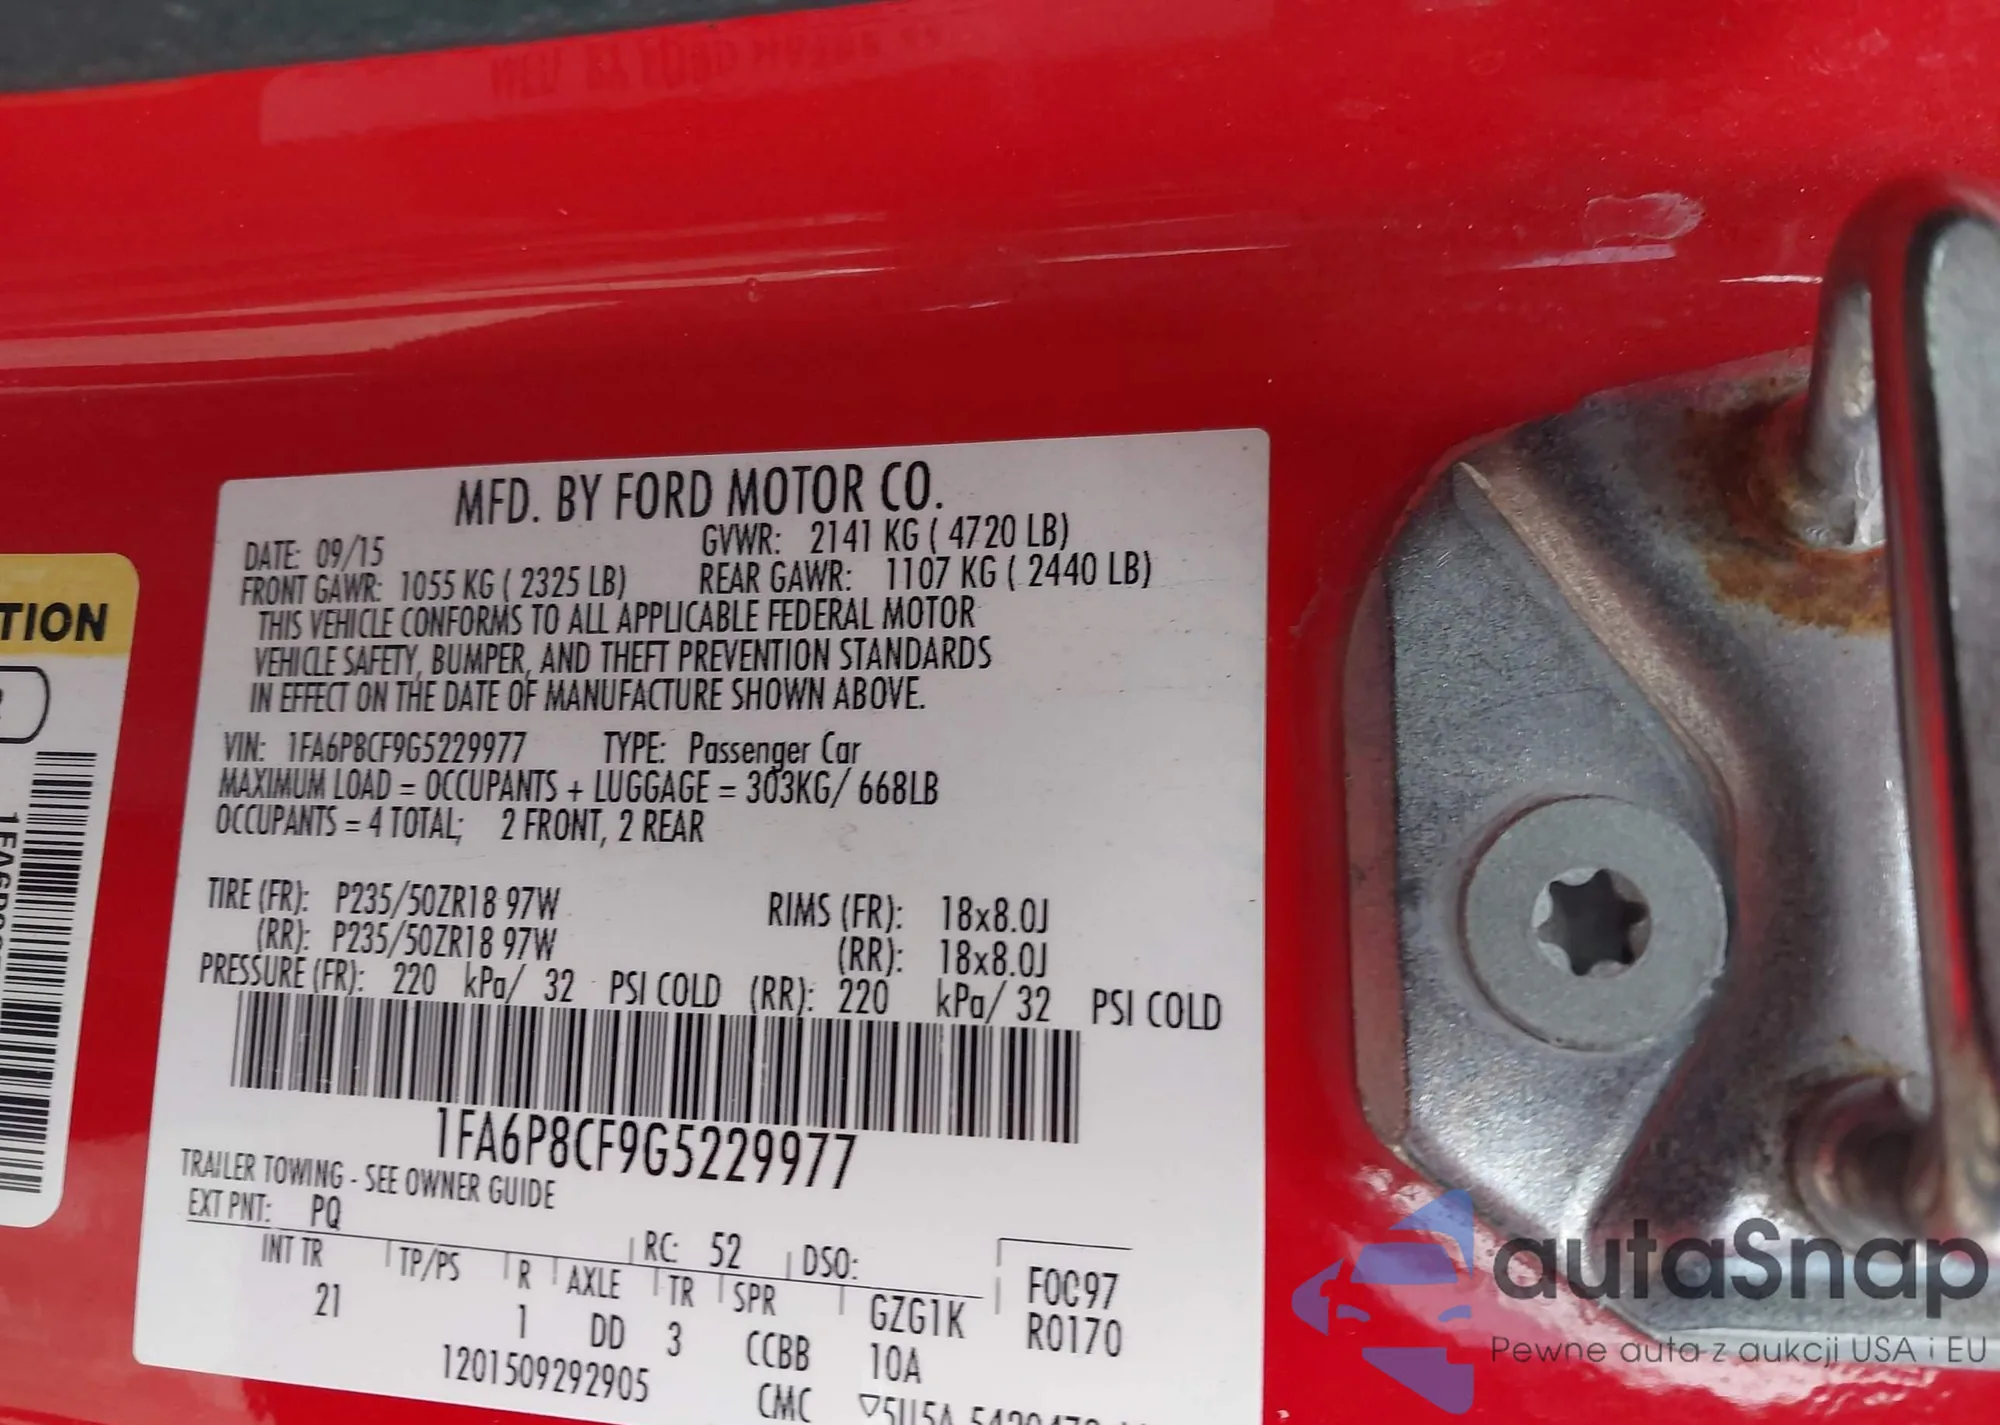 MFD. BY FORD MOTOR CO.
DATE: 09/15 GVWR: 2141 KG ( 4720 LB)
FRONT GAWR: 1055 KG ( 2325 LB) REAR GAWR: 1107 KG ( 2440 LB)
THIS VEHICLE CONFORMS TO ALL APPLICABLE FEDERAL MOTOR
VEHICLE SAFETY, BUMPER, AND THEFT PREVENTION STANDARDS
IN EFFECT ON THE DATE OF MANUFACTURE SHOWN ABOVE.
VIN: 1FA6P8CF9G5229977 TYPE: Passenger Car
MAXIMUM LOAD = OCCUPANTS + LUGGAGE = 303KG/ 668LB
OCCUPANTS = 4 TOTAL; 2 FRONT, 2 REAR
TIRE (FR): P235/50ZR18 97W RIMS (FR): 18x8.0J
(RR): P235/50ZR18 97W (RR): 18x8.0J
PRESSURE (FR): 220 kPa/ 32 PSI COLD (RR): 220 kPa/ 32 PSI COLD
1FA6P8CF9G5229977
TRAILER TOWING - SEE OWNER GUIDE
EXT PNT: PQ RC: 52 DSO: F0C97
INT TR TP/PS R AXLE TR SPR GZG1K R0170
21 1 DD 3 CCBB 10A
1201509292905 CMC
TION
autaSnap
Pewne auta z aukcji USA i EU